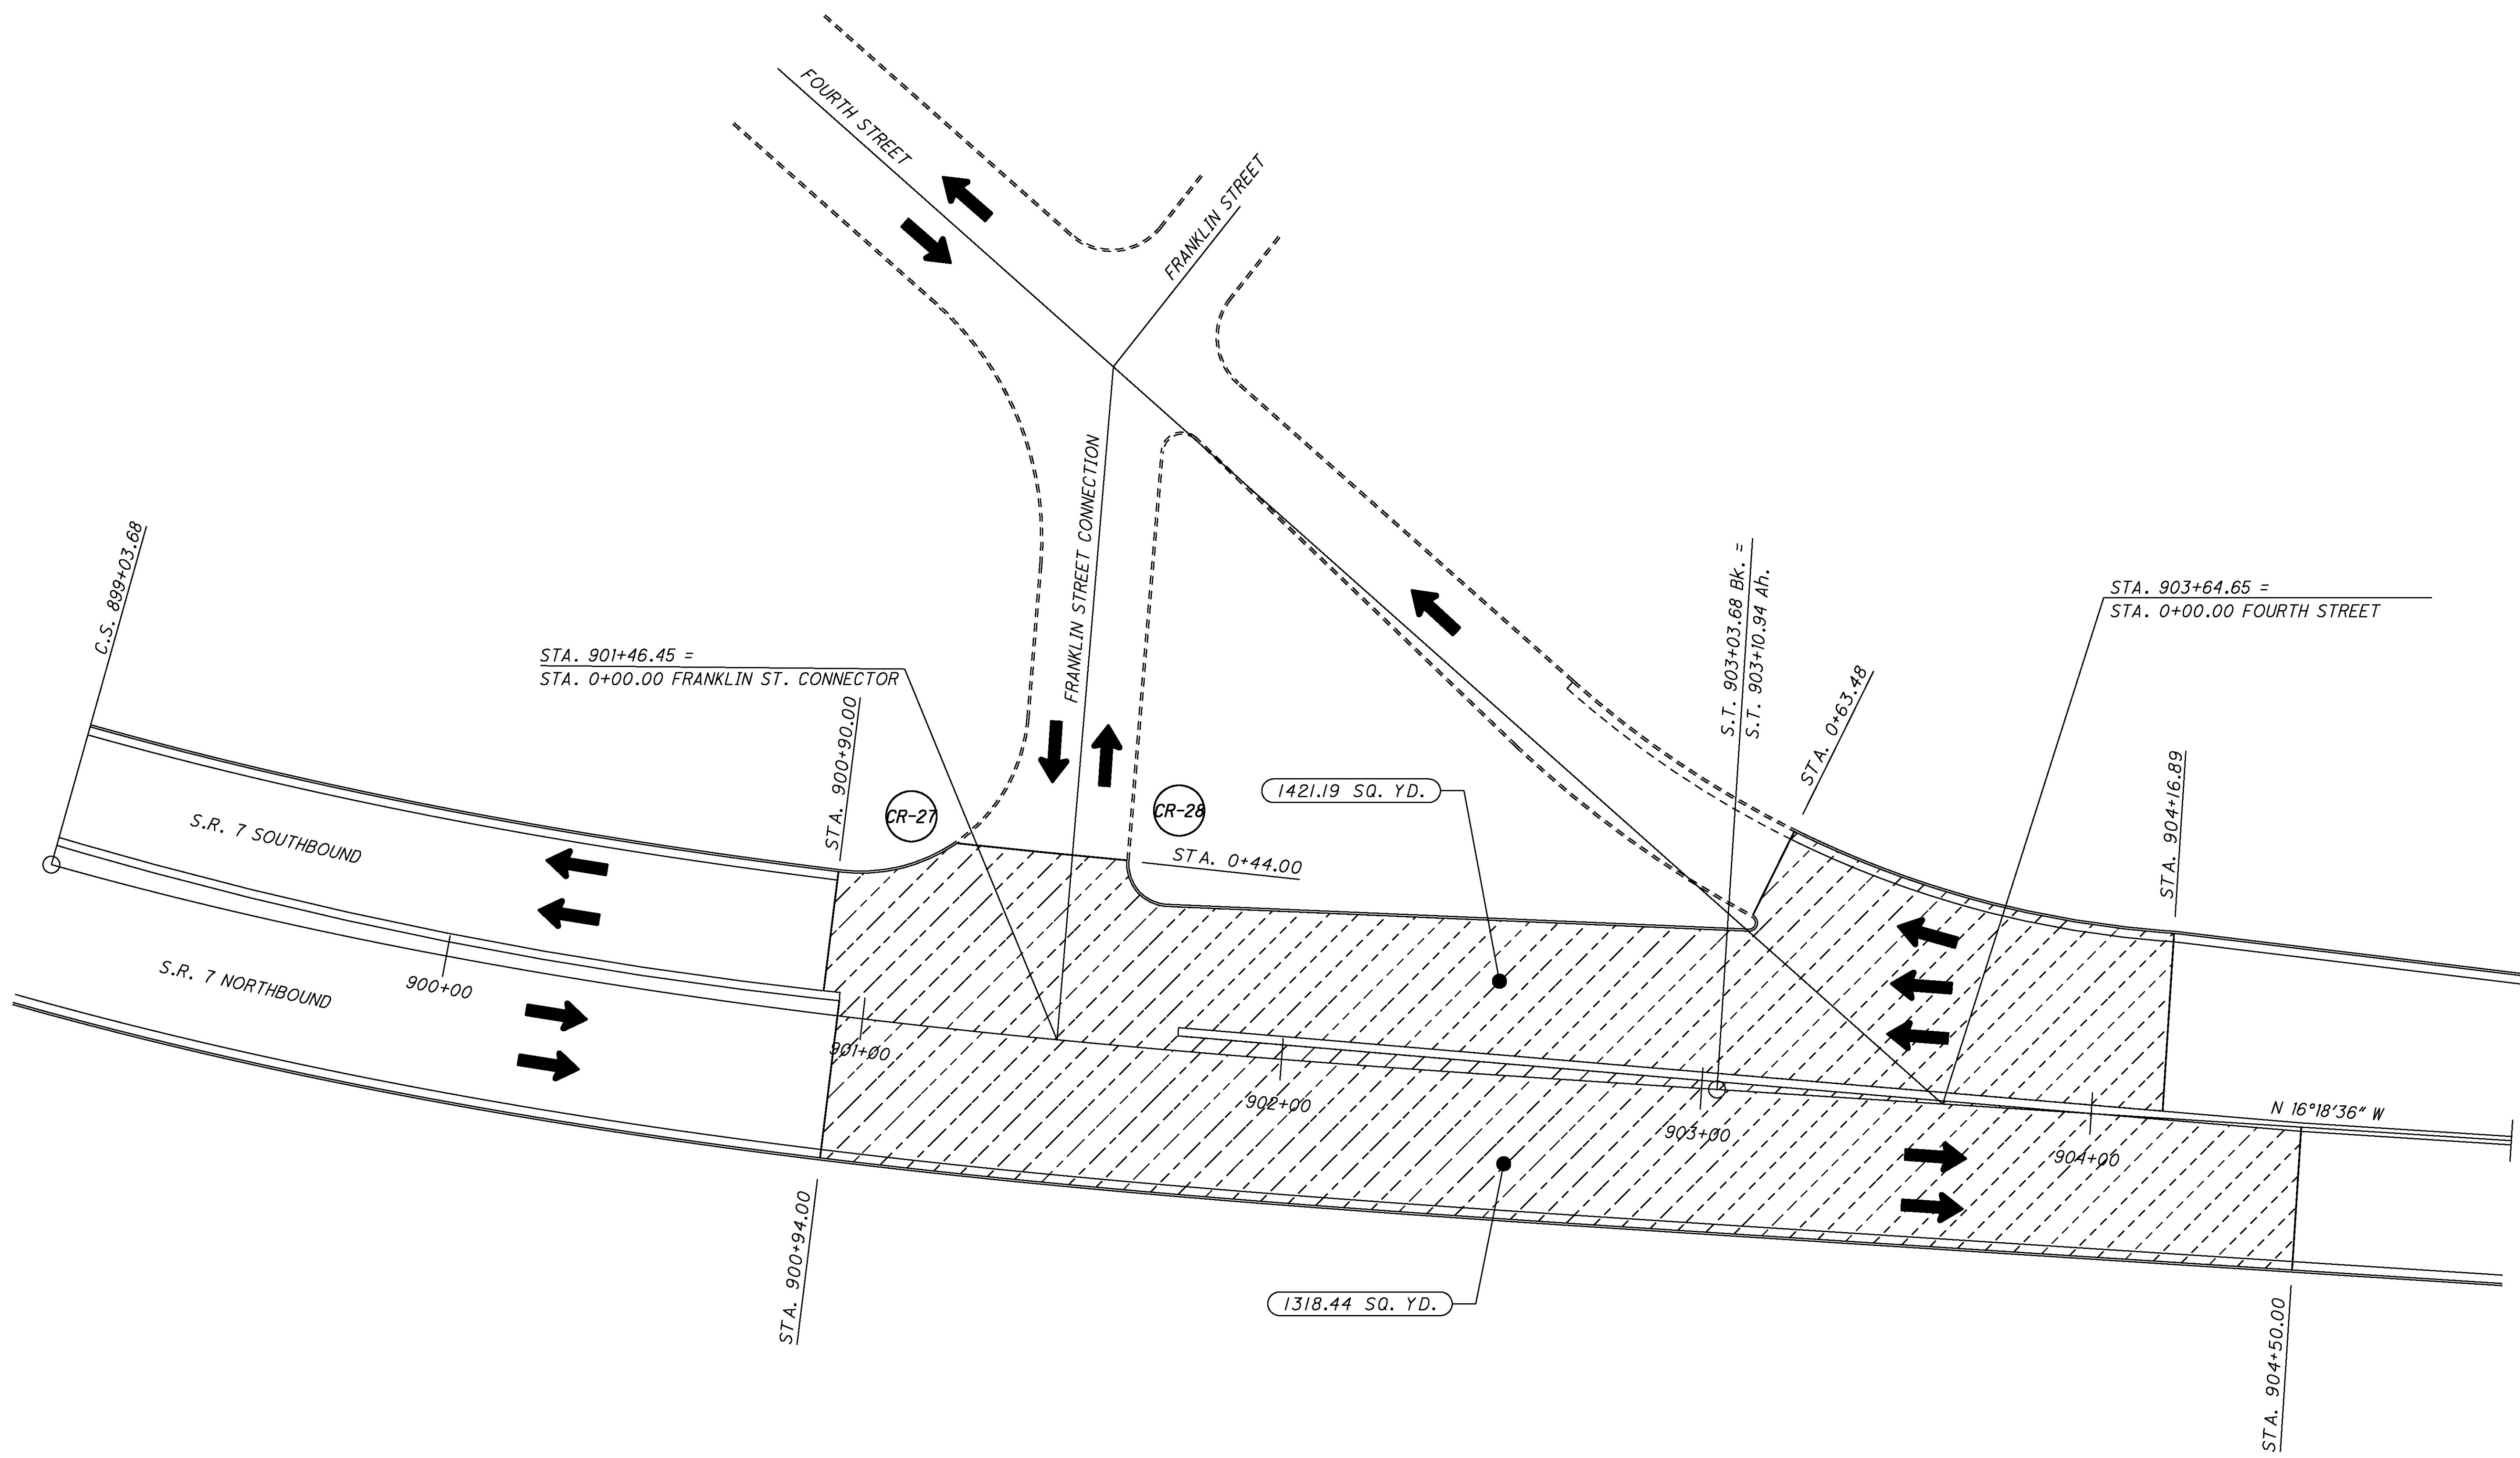 FOURTH STREET
FRANKLIN STREET
FRANKLIN STREET CONNECTION
C.S. 899+03.68
STA. 901+46.45 =
STA. 0+00.00 FRANKLIN ST. CONNECTOR
STA. 900+90.00
S.T. 903+03.68 Bk. =
S.T. 903+10.94 Ah.
STA. 903+64.65 =
STA. 0+00.00 FOURTH STREET
STA. 0+63.48
STA. 904+16.89
CR-27
CR-28
1421.19 SQ. YD.
STA. 0+44.00
S.R. 7 SOUTHBOUND
S.R. 7 NORTHBOUND
900+00
901+00
902+00
903+00
904+00
N 16°18'36" W
STA. 900+94.00
1318.44 SQ. YD.
STA. 904+50.00